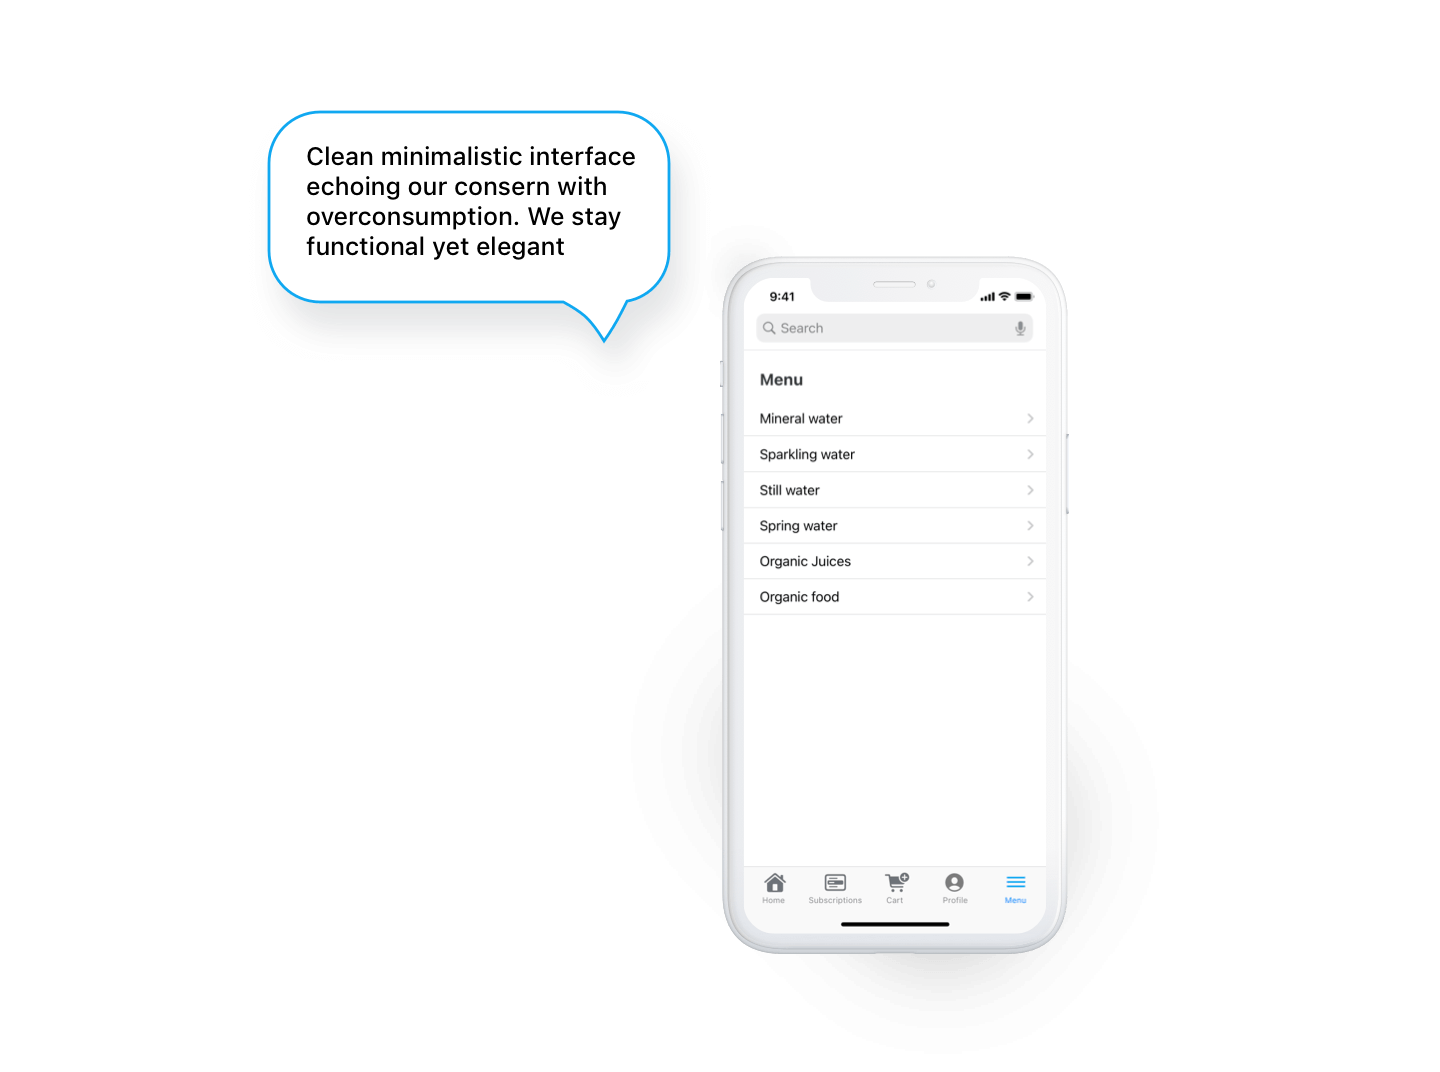 Clean minimalistic interface
echoing our consern with
overconsumption. We stay
functional yet elegant
9:41
Search
Menu
Mineral water
Sparkling water
Still water
Spring water
Organic Juices
Organic food
Home Subscriptions Cart Profile Menu